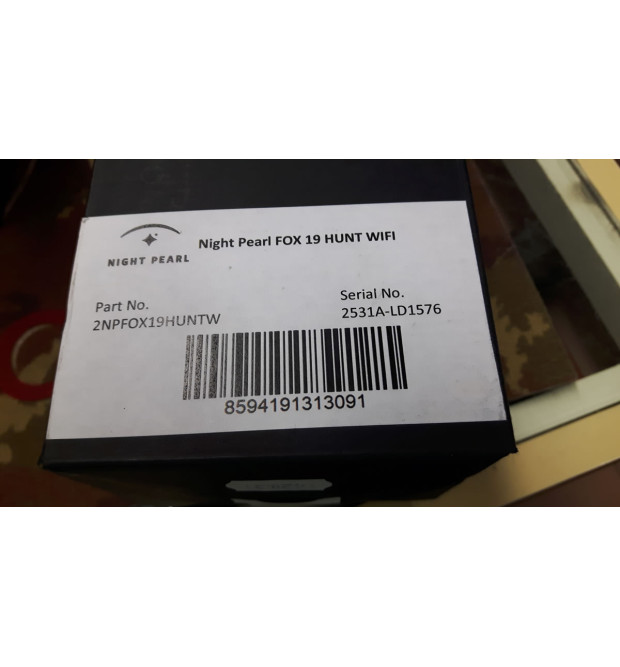 NIGHT PEARL
Night Pearl FOX 19 HUNT WIFI
Part No.
2NPFOX19HUNTW
Serial No.
2531A-LD1576
8594191313091